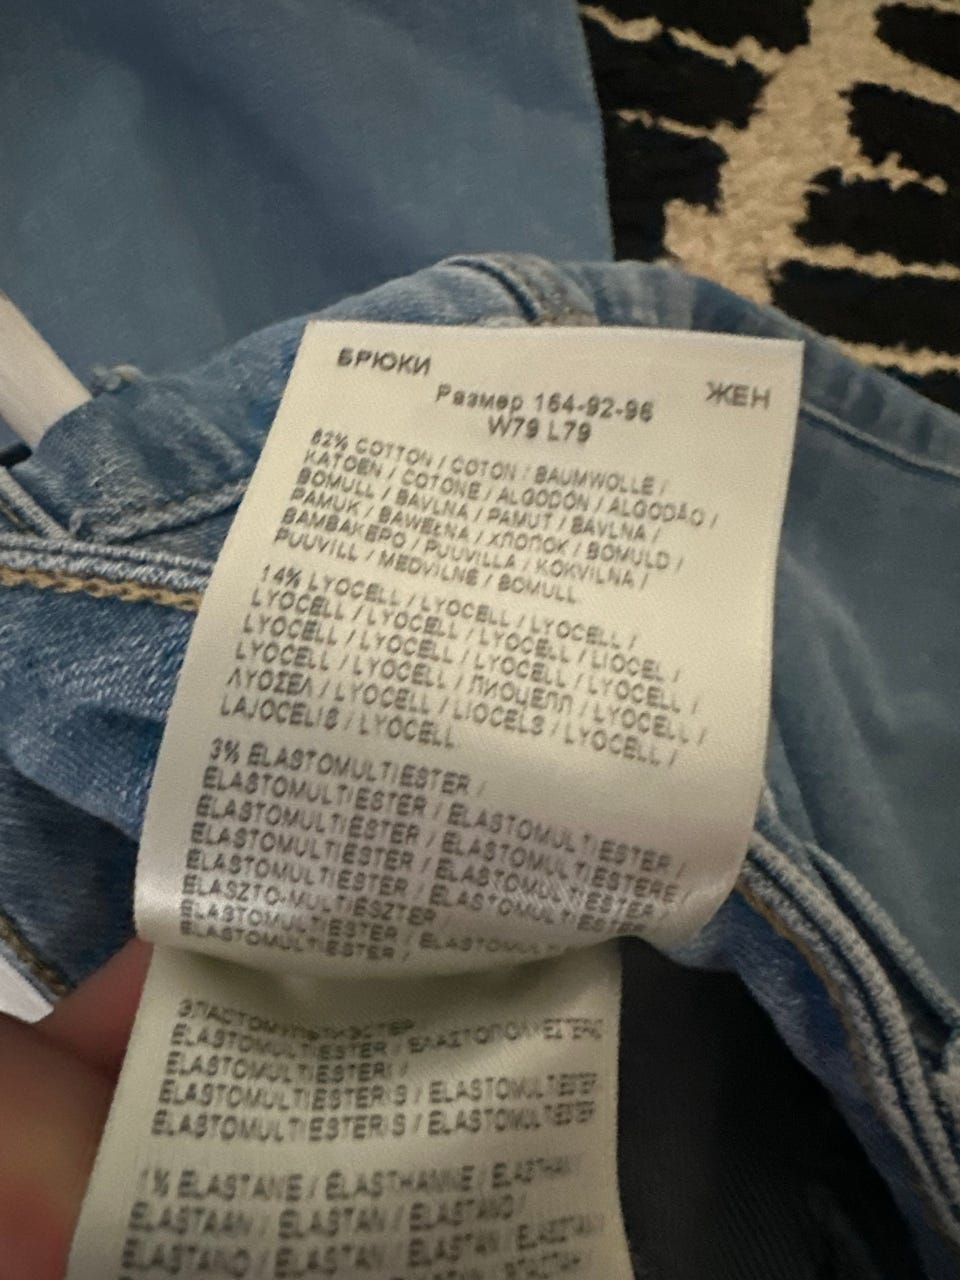 БРЮКИ
ЖЕН
Размер 164-92-96
W79 L79
82% COTTON / COTON / BAUMWOLLE /
KATOEN / COTONE / ALGODÓN / ALGODÃO /
BOMULL / BAVLNA / PAMUT / BAVLNA /
PAMUK / BAWEŁNA / ХЛОПОК / BOMULD /
ΒΑΜΒΑΚΕΡΟ / PUUVILLA / KOKVILNA /
PUUVILL / MEDVILNĖ / BOMULL
14% LYOCELL / LYOCELL / LYOCELL /
LYOCELL / LYOCELL / LYOCELL / LIOCEL /
LYOCELL / LYOCELL / LYOCELL / LYOCELL /
LYOCELL / LYOCELL / ЛИОЦЕЛЛ / LYOCELL /
ΛΥΟΣΕΛ / LYOCELL / LIOCELS / LYOCELL /
LAJOCELIS / LYOCELL
3% ELASTOMULTIESTER /
ELASTOMULTIESTER / ELASTOMULTIESTER /
ELASTOMULTIESTER / ELASTOMULTIESTERE /
ELASTOMULTIESTER / ELASTOMULTIESTER /
ELASTOMULTIESTER / ELASTOMULTIESTER /
ELASZTO-MULTIÉSZTER
ELASTOMULTIESTER /
ELASTOMULTIESTER /
ЭЛАСТОМУЛЬТИЭСТЕР
ELASTOMULTIESTER /
ELASTOMULTIESTER /
ELASTOMULTIESTERIS / ELASTOMULTIESTER
ELASTOMULTIESTERIS / ELASTOMULTIESTER
1% ELASTANE / ÉLASTHANNE / ELASTHAN
ELASTAAN / ELASTAN / ELASTANO /
ELASTANO / ELASTAN / ELASTAN